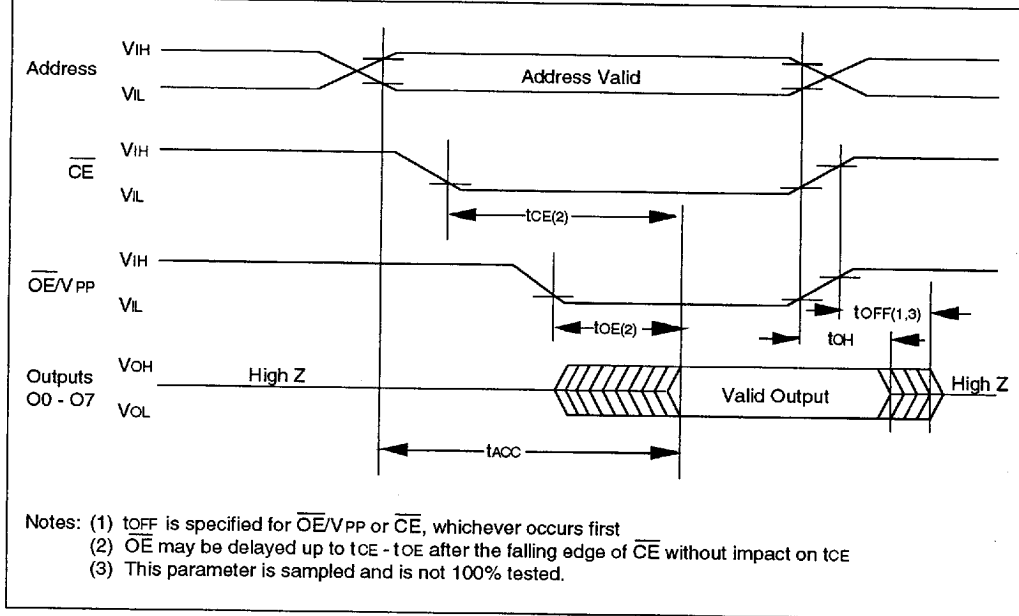 VIH
Address
Address Valid
VIL
VIH
CE
VIL
tCE(2)
VIH
OE/VPP
VIL
tOFF(1,3)
tOE(2)
tOH
VOH
Outputs
O0 - O7
High Z
Valid Output
High Z
VOL
tACC
Notes: (1) tOFF is specified for OE/VPP or CE, whichever occurs first
(2) OE may be delayed up to tCE - tOE after the falling edge of CE without impact on tCE
(3) This parameter is sampled and is not 100% tested.